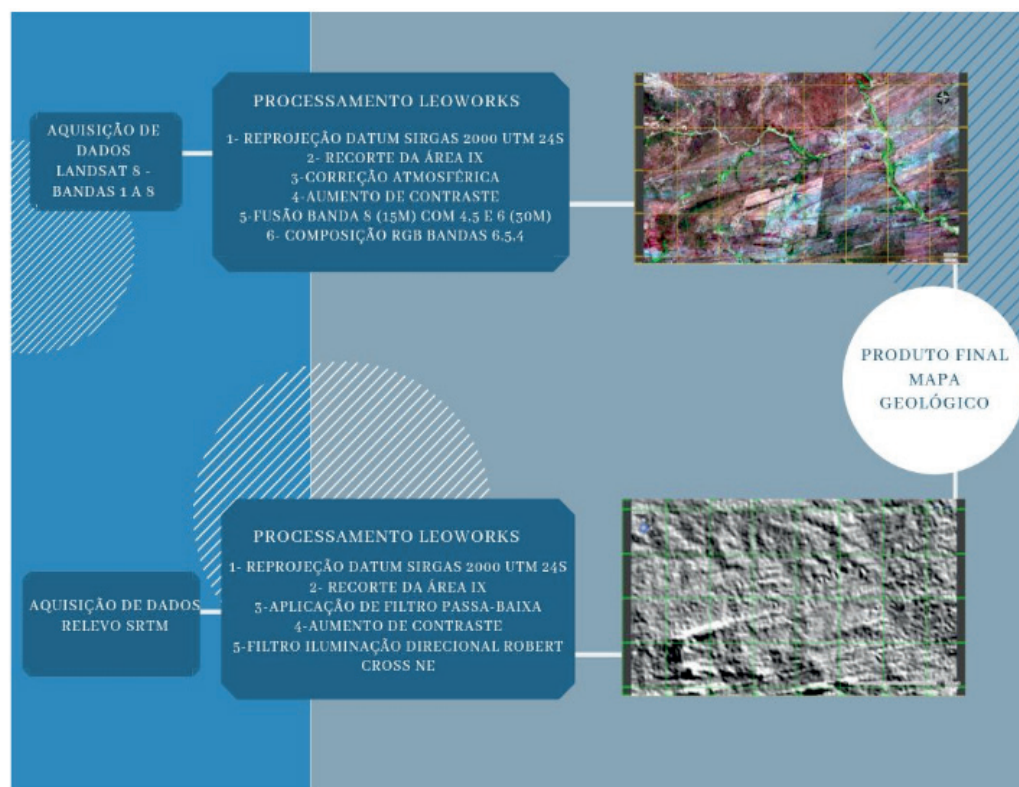 AQUISIÇÃO DE
DADOS
LANDSAT 8 -
BANDAS 1 A 8
PROCESSAMENTO LEOWORKS
1- REPROJEÇÃO DATUM SIRGAS 2000 UTM 24S
2- RECORTE DA ÁREA IX
3-CORREÇÃO ATMOSFÉRICA
4-AUMENTO DE CONTRASTE
5-FUSÃO BANDA 8 (15M) COM 4,5 E 6 (30M)
6- COMPOSIÇÃO RGB BANDAS 6,5,4
PRODUTO FINAL
MAPA
GEOLÓGICO
AQUISIÇÃO DE DADOS
RELEVO SRTM
PROCESSAMENTO LEOWORKS
1- REPROJEÇÃO DATUM SIRGAS 2000 UTM 24S
2- RECORTE DA ÁREA IX
3-APLICAÇÃO DE FILTRO PASSA-BAIXA
4-AUMENTO DE CONTRASTE
5-FILTRO ILUMINAÇÃO DIRECIONAL ROBERT
CROSS NE